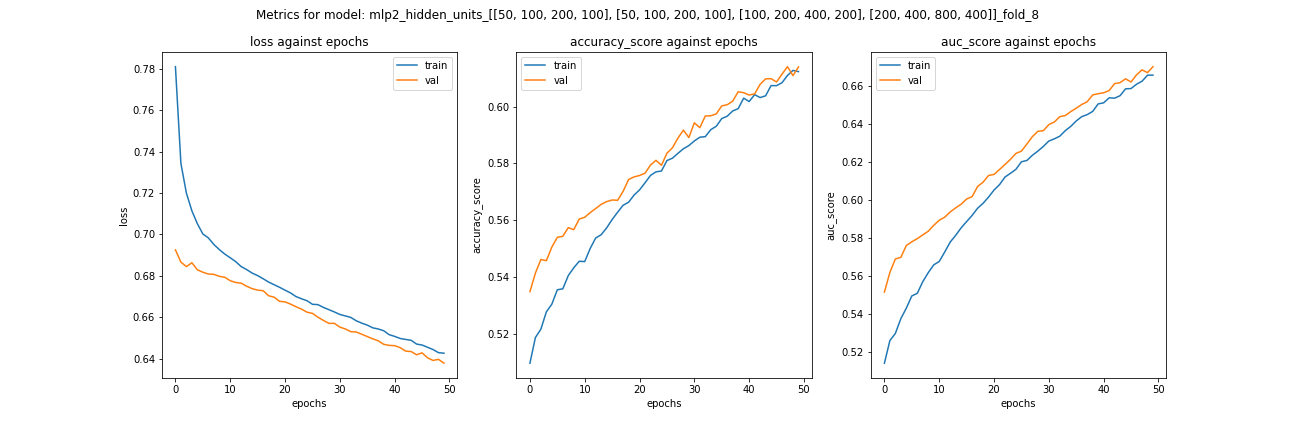 Metrics for model: mlp2_hidden_units_[[50, 100, 200, 100], [50, 100, 200, 100], [100, 200, 400, 200], [200, 400, 800, 400]]_fold_8
loss against epochs
train
val
0.78
0.76
0.74
0.72
0.70
0.68
0.66
0.64
loss
0 10 20 30 40 50
epochs
accuracy_score against epochs
train
val
0.60
0.58
0.56
0.54
0.52
accuracy_score
0 10 20 30 40 50
epochs
auc_score against epochs
train
val
0.66
0.64
0.62
0.60
0.58
0.56
0.54
0.52
auc_score
0 10 20 30 40 50
epochs